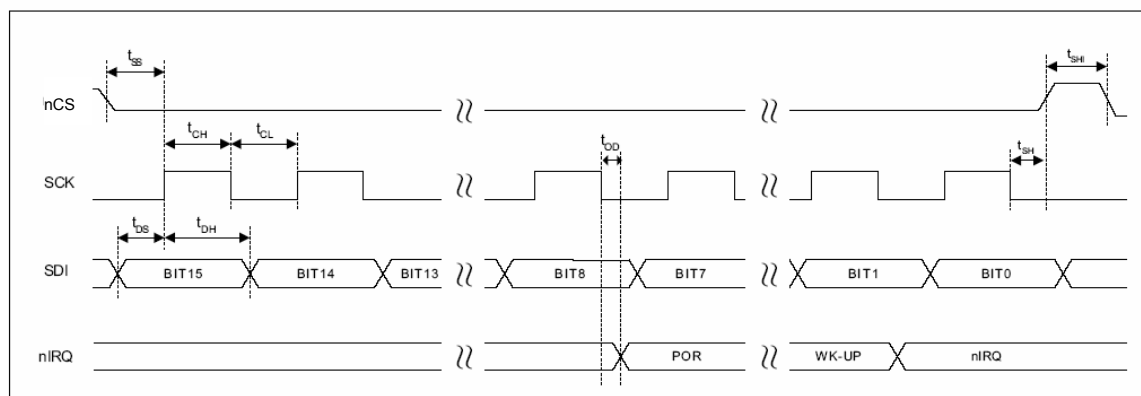 tSS
tSHI
nCS
tCH
tCL
tOD
tSH
SCK
tDS
tDH
SDI
BIT15
BIT14
BIT13
BIT8
BIT7
BIT1
BIT0
nIRQ
POR
WK-UP
nIRQ